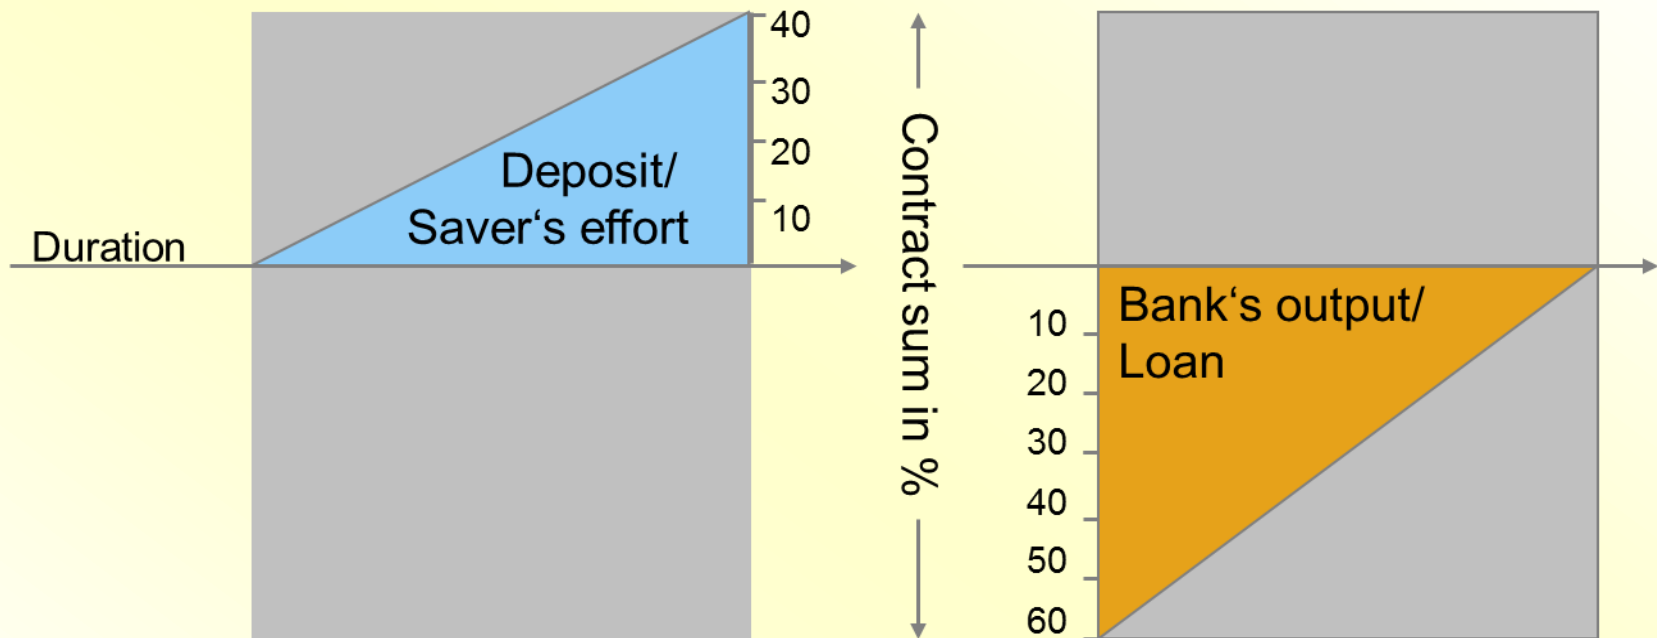 40
30
20
10
Deposit/
Saver‘s effort
Duration
Contract sum in %
Bank‘s output/
Loan
10
20
30
40
50
60